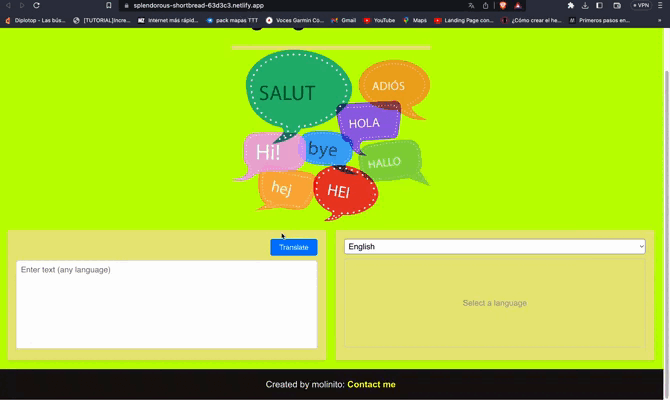 splendorous-shortbread-63d3c3.netlify.app
VPN
Diplotop - Las bús...
[TUTORIAL]Incre...
Internet más rápid...
pack mapas TTT
Voces Garmin Có...
Gmail
YouTube
Maps
Landing Page con...
¿Cómo crear el he...
Primeros pasos en...
SALUT
ADIÓS
HOLA
Hi!
bye
HALLO
hej
HEI
Translate
English
Enter text (any language)
Select a language
Created by molinito: Contact me